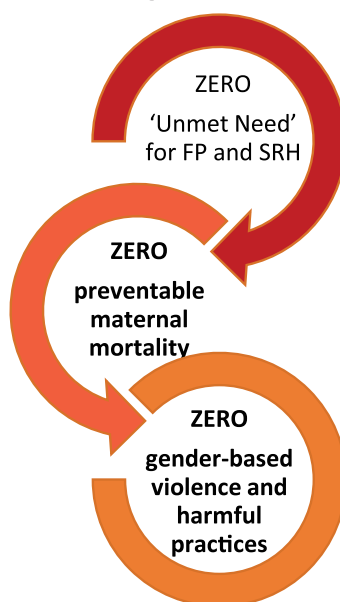 ZERO
‘Unmet Need’
for FP and SRH
ZERO
preventable
maternal
mortality
ZERO
gender-based
violence and
harmful
practices